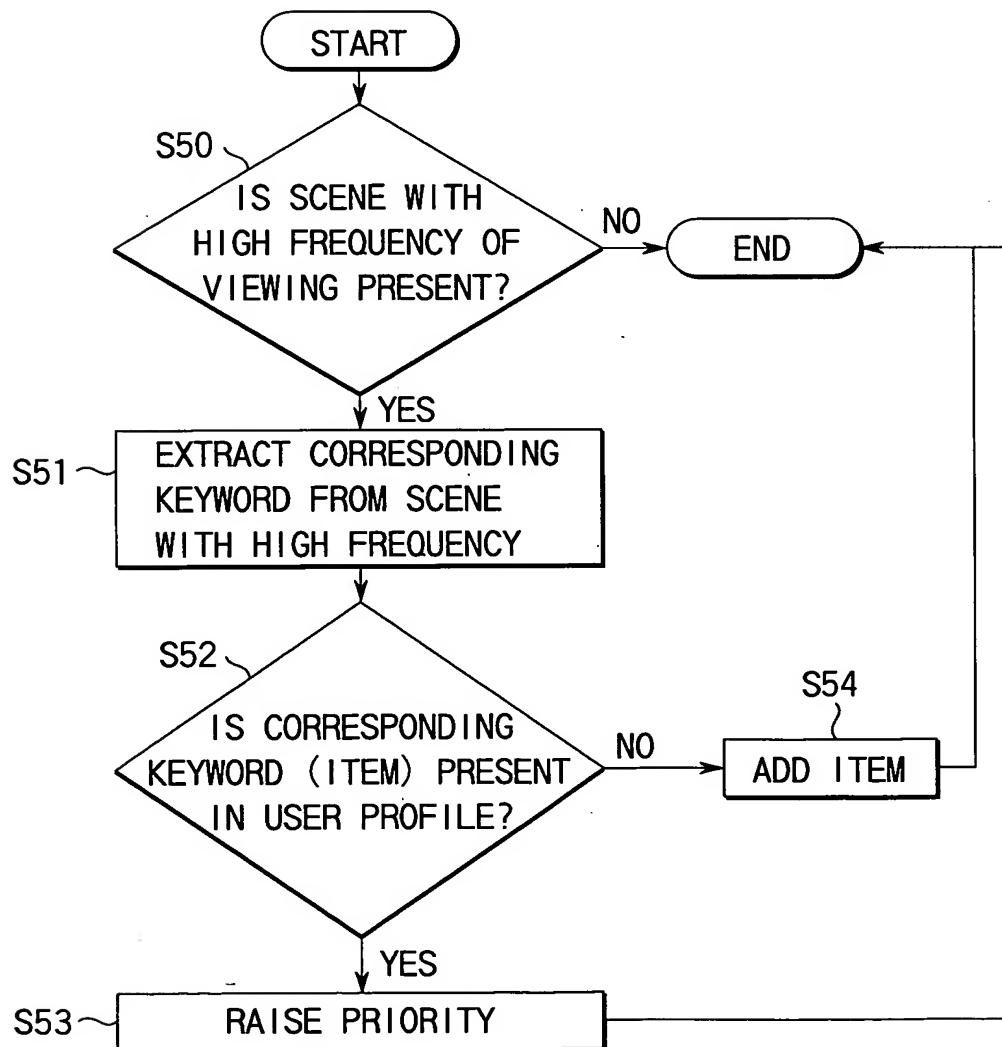 START
S50
IS SCENE WITH
HIGH FREQUENCY OF
VIEWING PRESENT?
NO
END
YES
S51
EXTRACT CORRESPONDING
KEYWORD FROM SCENE
WITH HIGH FREQUENCY
S52
IS CORRESPONDING
KEYWORD (ITEM) PRESENT
IN USER PROFILE?
NO
S54
ADD ITEM
YES
S53
RAISE PRIORITY